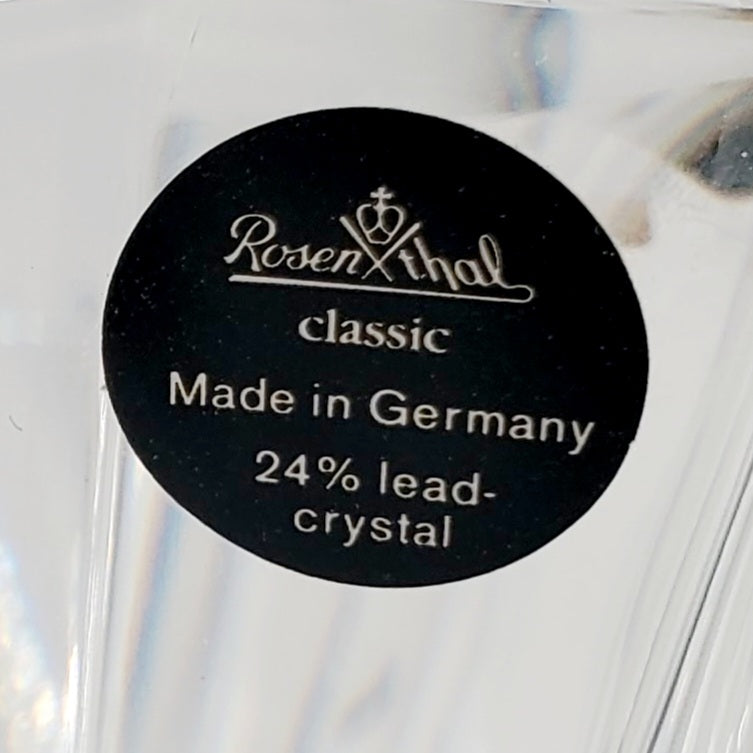 Rosenthal
classic
Made in Germany
24% lead-
crystal